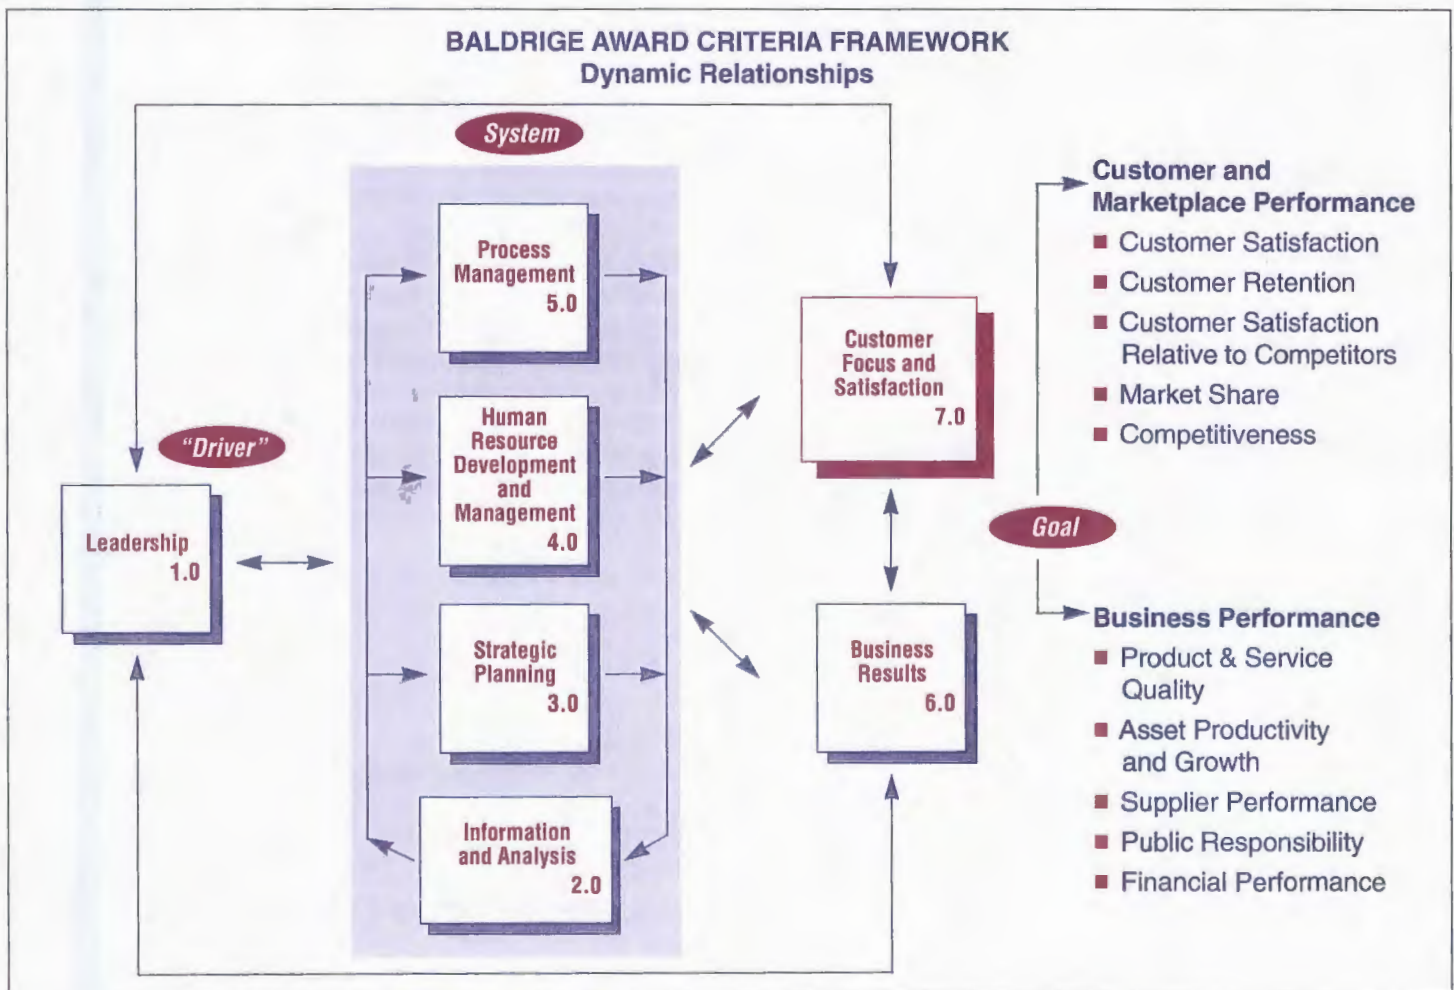 BALDRIGE AWARD CRITERIA FRAMEWORK
Dynamic Relationships
System
Process
Management
5.0
Human
Resource
Development
and
Management
4.0
Strategic
Planning
3.0
Information
and Analysis
2.0
"Driver"
Leadership
1.0
Customer
Focus and
Satisfaction
7.0
Business
Results
6.0
Goal
Customer and
Marketplace Performance
■ Customer Satisfaction
■ Customer Retention
■ Customer Satisfaction
Relative to Competitors
■ Market Share
■ Competitiveness
Business Performance
■ Product & Service
Quality
■ Asset Productivity
and Growth
■ Supplier Performance
■ Public Responsibility
■ Financial Performance